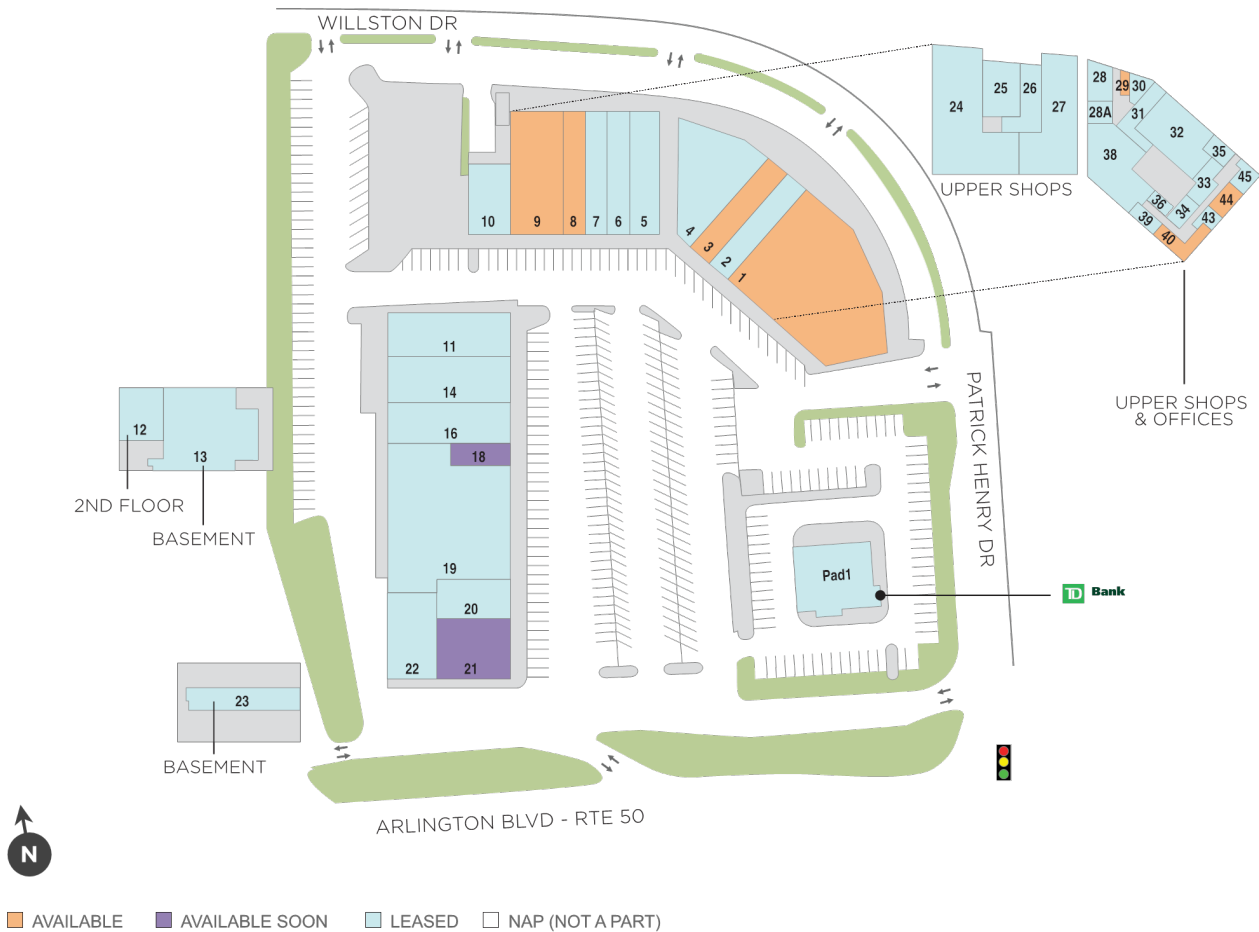 WILLSTON DR
24
25
26
27
UPPER SHOPS
28
29
30
28A
31
32
38
35
33
45
36
34
44
39
43
40
UPPER SHOPS
& OFFICES
10
9
8
7
6
5
4
3
2
1
11
14
16
18
19
20
22
21
12
13
2ND FLOOR
BASEMENT
23
BASEMENT
PATRICK HENRY DR
Pad1
TD Bank
ARLINGTON BLVD - RTE 50
N
AVAILABLE
AVAILABLE SOON
LEASED
NAP (NOT A PART)